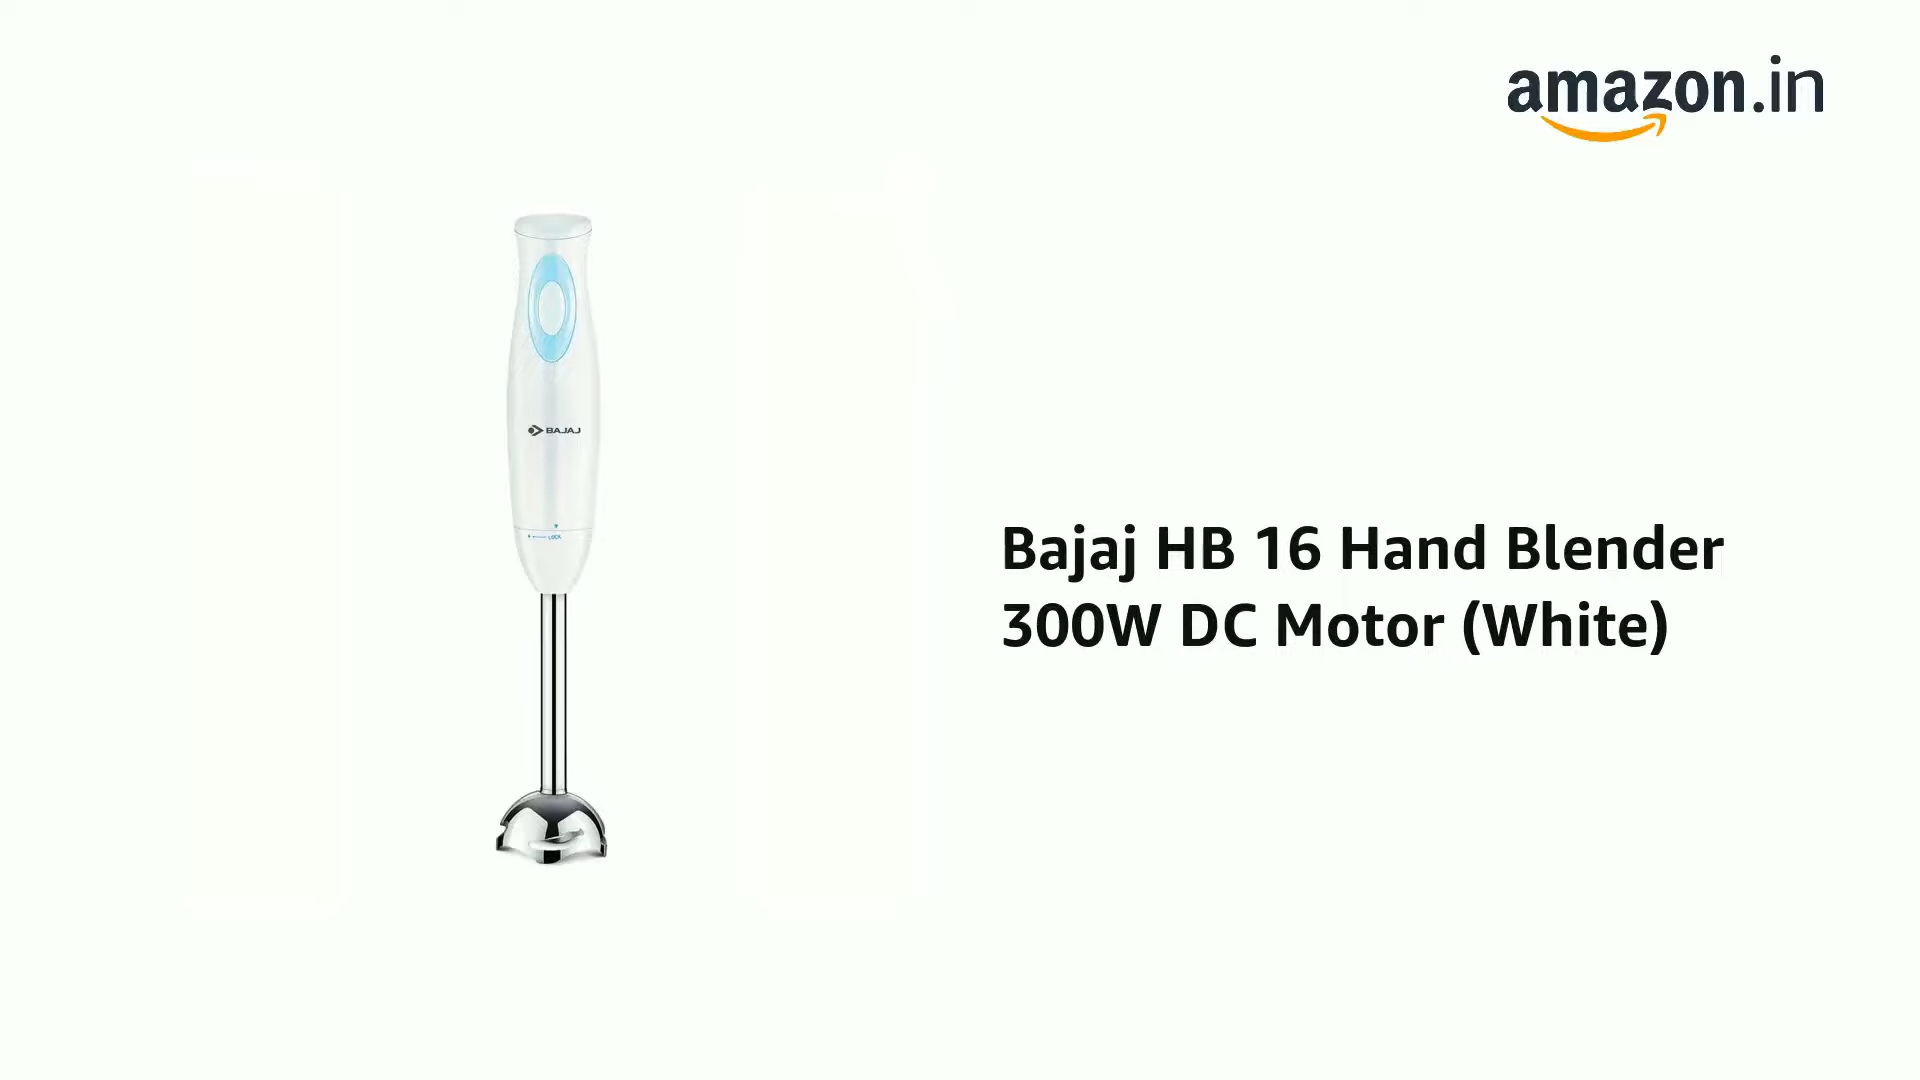 amazon.in
BAJAJ
LOCK
Bajaj HB 16 Hand Blender
300W DC Motor (White)